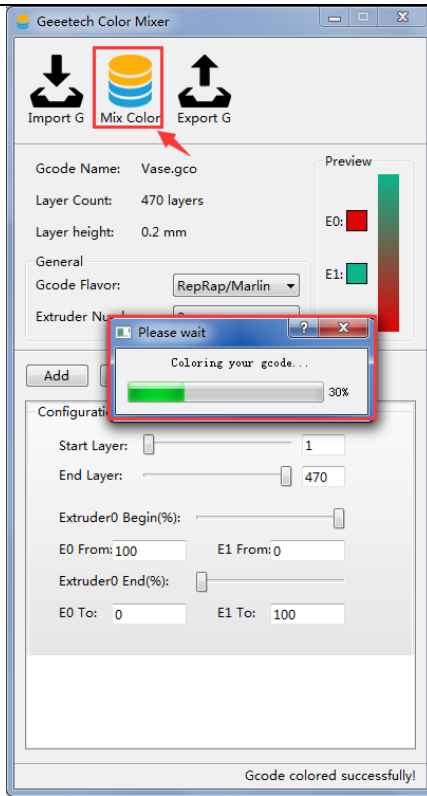 Geeetech Color Mixer
Import G Mix Color Export G
Gcode Name: Vase.gco
Layer Count: 470 layers
Layer height: 0.2 mm
Preview
E0:
E1:
General
Gcode Flavor: RepRap/Marlin
Extruder
Please wait
Coloring your gcode...
30%
Add
Start Layer: 1
End Layer: 470
Extruder0 Begin(%):
E0 From: 100 E1 From: 0
Extruder0 End(%):
E0 To: 0 E1 To: 100
Gcode colored successfully!